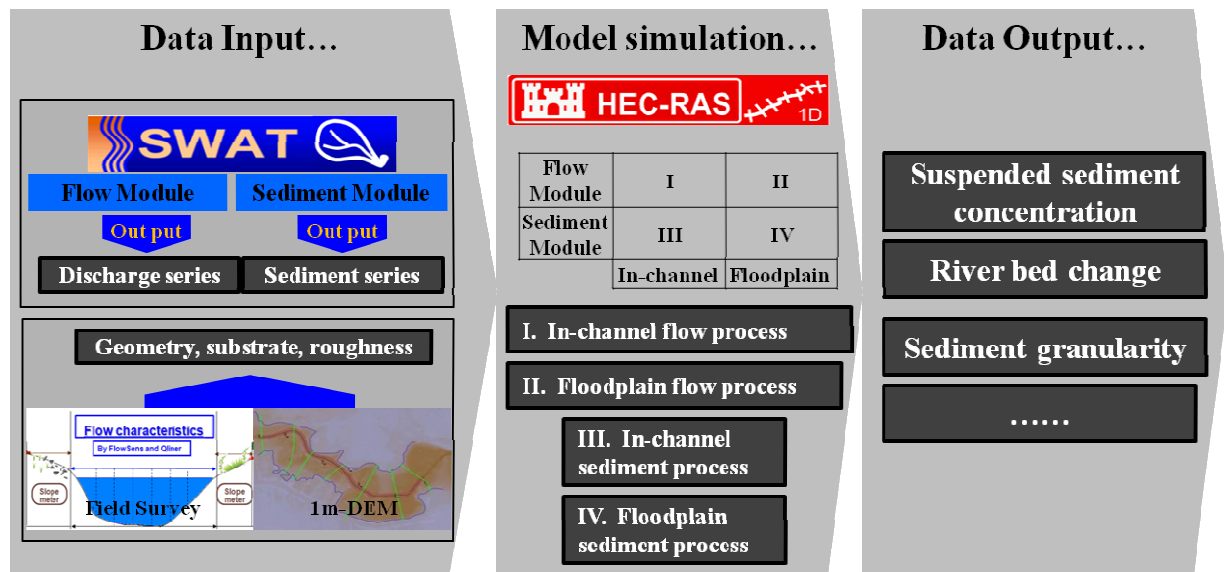 Data Input…
SWAT
Flow Module
Sediment Module
Out put
Out put
Discharge series
Sediment series
Geometry, substrate, roughness
Flow characteristics
By FlowSens and Qliner
Slope
meter
Slope
meter
Field Survey
1m-DEM
Model simulation…
HEC-RAS
1D
Flow
Module
I
II
Sediment
Module
III
IV
In-channel
Floodplain
I. In-channel flow process
II. Floodplain flow process
III. In-channel
sediment process
IV. Floodplain
sediment process
Data Output…
Suspended sediment
concentration
River bed change
Sediment granularity
……